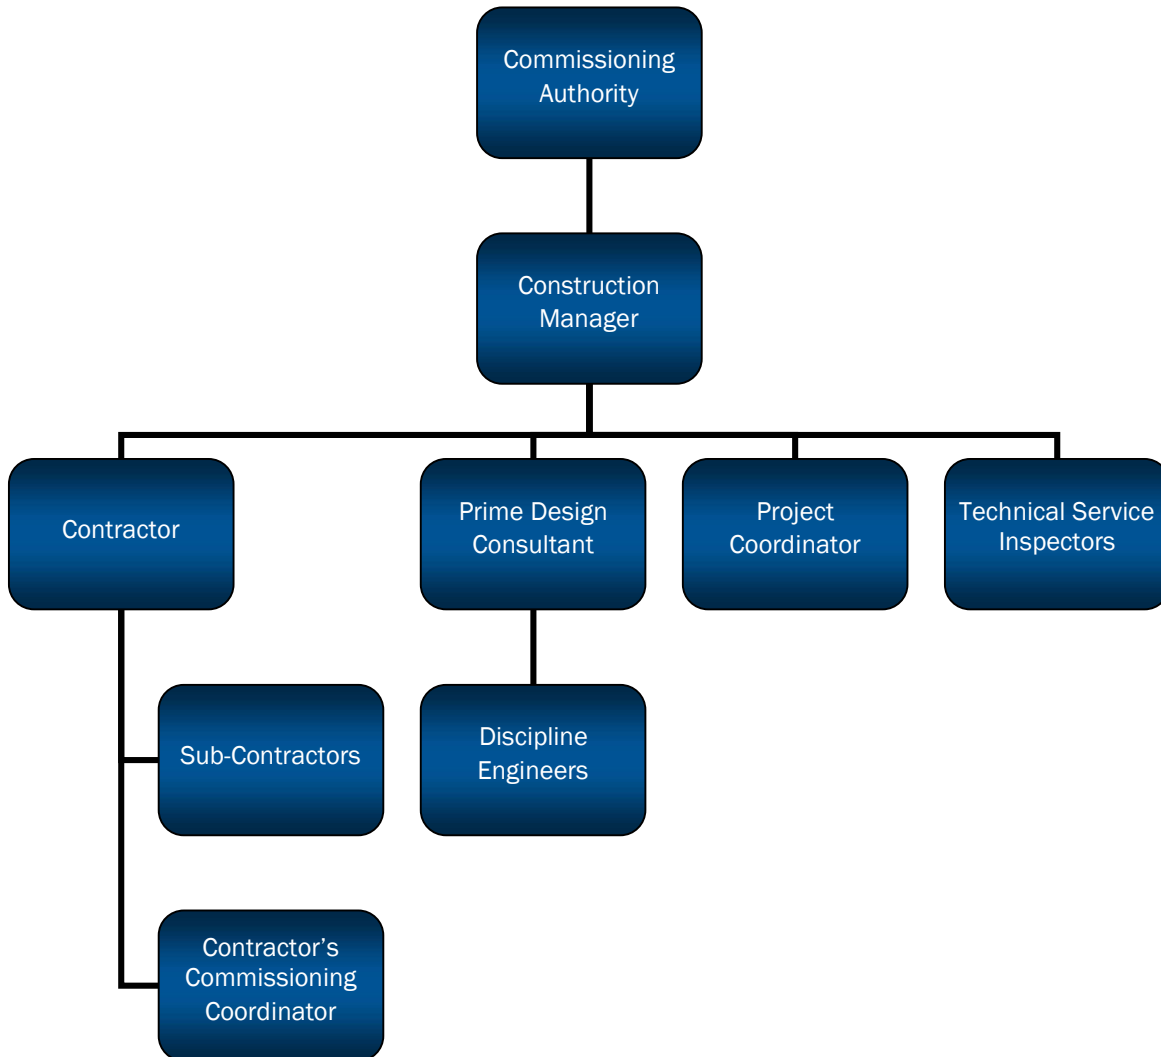 Commissioning
Authority
Construction
Manager
Contractor
Prime Design
Consultant
Project
Coordinator
Technical Service
Inspectors
Sub-Contractors
Discipline
Engineers
Contractor’s
Commissioning
Coordinator